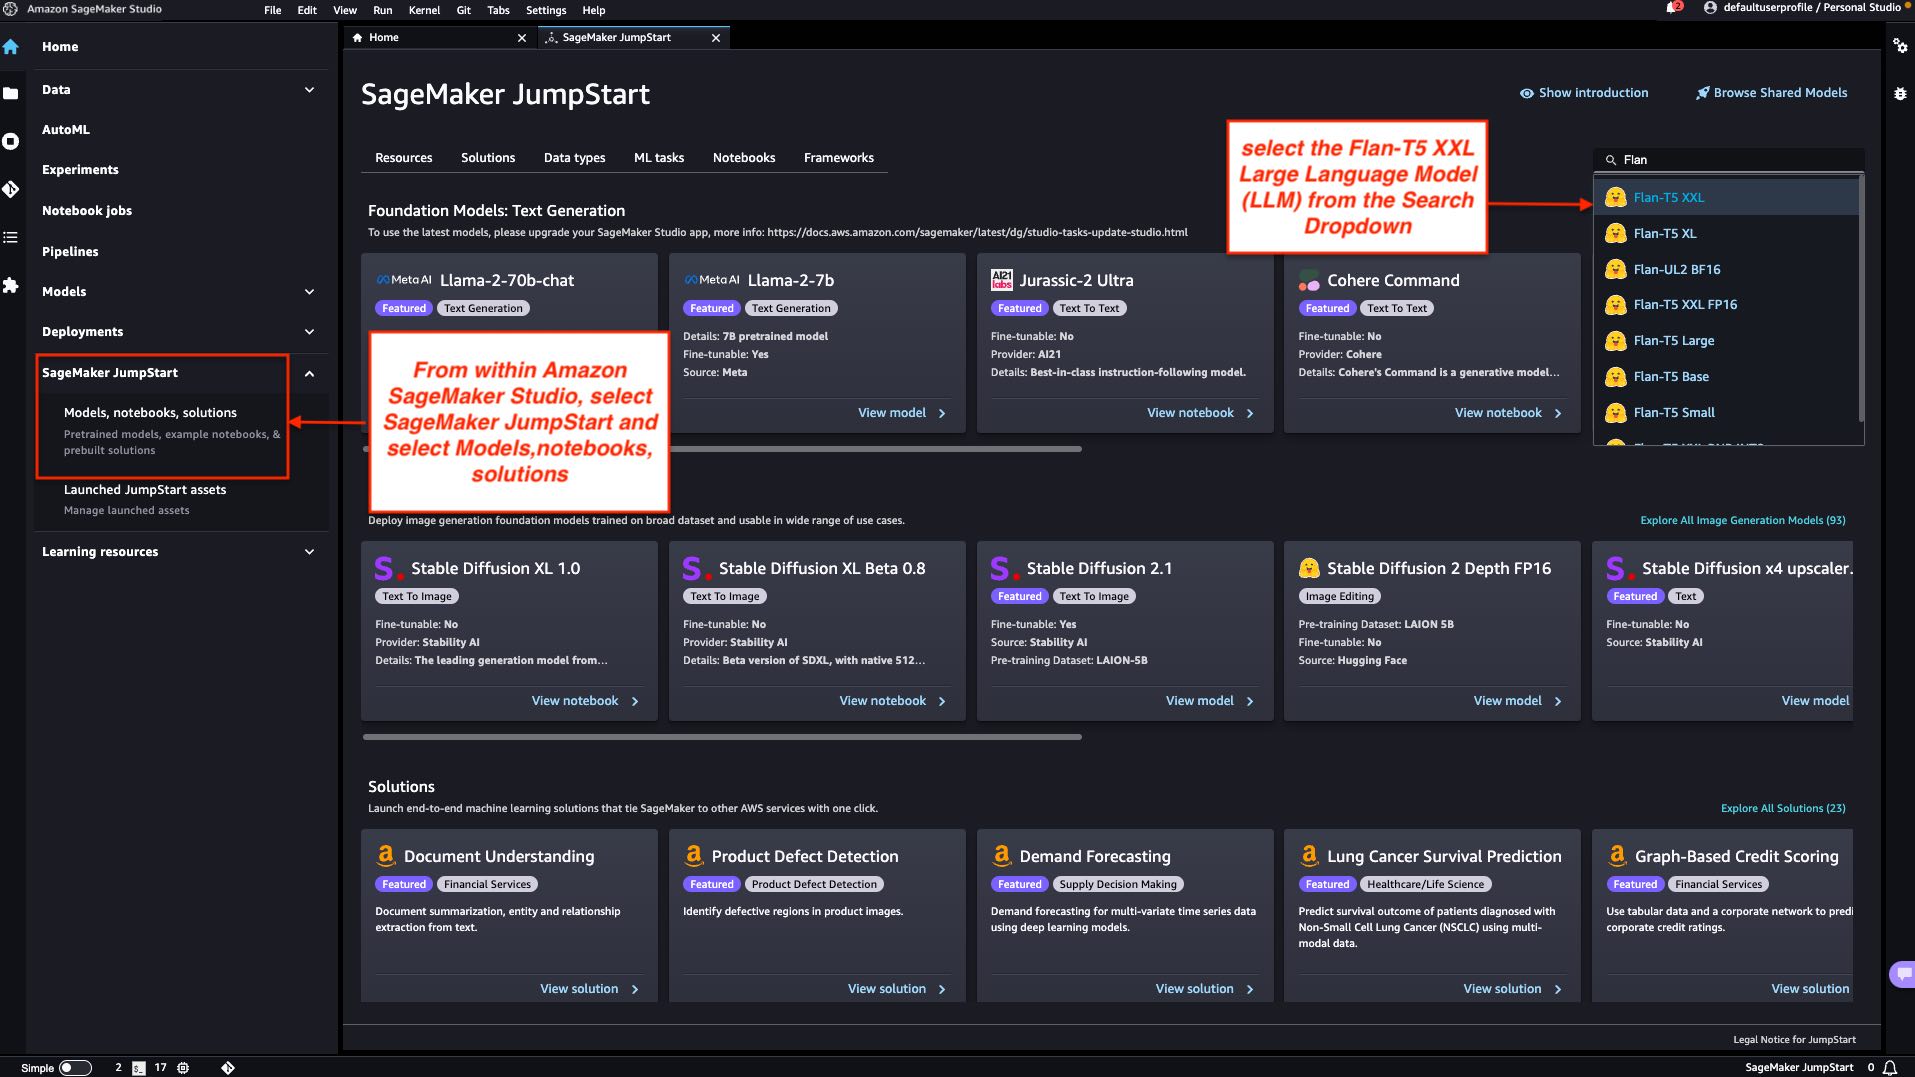 Amazon SageMaker Studio
File Edit View Run Kernel Git Tabs Settings Help
2
defaultuserprofile / Personal Studio
Home
Data
AutoML
Experiments
Notebook jobs
Pipelines
Models
Deployments
SageMaker JumpStart
Models, notebooks, solutions
Pretrained models, example notebooks, &
prebuilt solutions
Launched JumpStart assets
Manage launched assets
Learning resources
Home
SageMaker JumpStart
SageMaker JumpStart
Show introduction
Browse Shared Models
Resources Solutions Data types ML tasks Notebooks Frameworks
select the Flan-T5 XXL
Large Language Model
(LLM) from the Search
Dropdown
Flan
Flan-T5 XXL
Flan-T5 XL
Flan-UL2 BF16
Flan-T5 XXL FP16
Flan-T5 Large
Flan-T5 Base
Flan-T5 Small
Foundation Models: Text Generation
To use the latest models, please upgrade your SageMaker Studio app, more info: https://docs.aws.amazon.com/sagemaker/latest/dg/studio-tasks-update-studio.html
Meta AI Llama-2-70b-chat
Featured Text Generation
From within Amazon
SageMaker Studio, select
SageMaker JumpStart and
select Models,notebooks,
solutions
Meta AI Llama-2-7b
Featured Text Generation
Details: 7B pretrained model
Fine-tunable: Yes
Source: Meta
View model
AI21 labs Jurassic-2 Ultra
Featured Text To Text
Fine-tunable: No
Provider: AI21
Details: Best-in-class instruction-following model.
View notebook
Cohere Command
Featured Text To Text
Fine-tunable: No
Provider: Cohere
Details: Cohere's Command is a generative model...
View notebook
Deploy image generation foundation models trained on broad dataset and usable in wide range of use cases.
Explore All Image Generation Models (93)
S. Stable Diffusion XL 1.0
Text To Image
Fine-tunable: No
Provider: Stability AI
Details: The leading generation model from...
View notebook
S. Stable Diffusion XL Beta 0.8
Text To Image
Fine-tunable: No
Provider: Stability AI
Details: Beta version of SDXL, with native 512...
View notebook
S. Stable Diffusion 2.1
Featured Text To Image
Fine-tunable: Yes
Source: Stability AI
Pre-training Dataset: LAION-5B
View model
Stable Diffusion 2 Depth FP16
Image Editing
Pre-training Dataset: LAION 5B
Fine-tunable: No
Source: Hugging Face
View model
S. Stable Diffusion x4 upscaler.
Featured Text
Fine-tunable: No
Source: Stability AI
View model
Solutions
Launch end-to-end machine learning solutions that tie SageMaker to other AWS services with one click.
Explore All Solutions (23)
a Document Understanding
Featured Financial Services
Document summarization, entity and relationship
extraction from text.
View solution
a Product Defect Detection
Featured Product Defect Detection
Identify defective regions in product images.
View solution
a Demand Forecasting
Featured Supply Decision Making
Demand forecasting for multi-variate time series data
using deep learning models.
View solution
a Lung Cancer Survival Prediction
Featured Healthcare/Life Science
Predict survival outcome of patients diagnosed with
Non-Small Cell Lung Cancer (NSCLC) using multi-
modal data.
View solution
a Graph-Based Credit Scoring
Featured Financial Services
Use tabular data and a corporate network to predi
corporate credit ratings.
View solution
Legal Notice for JumpStart
Simple 2 $_ 17
SageMaker JumpStart 0